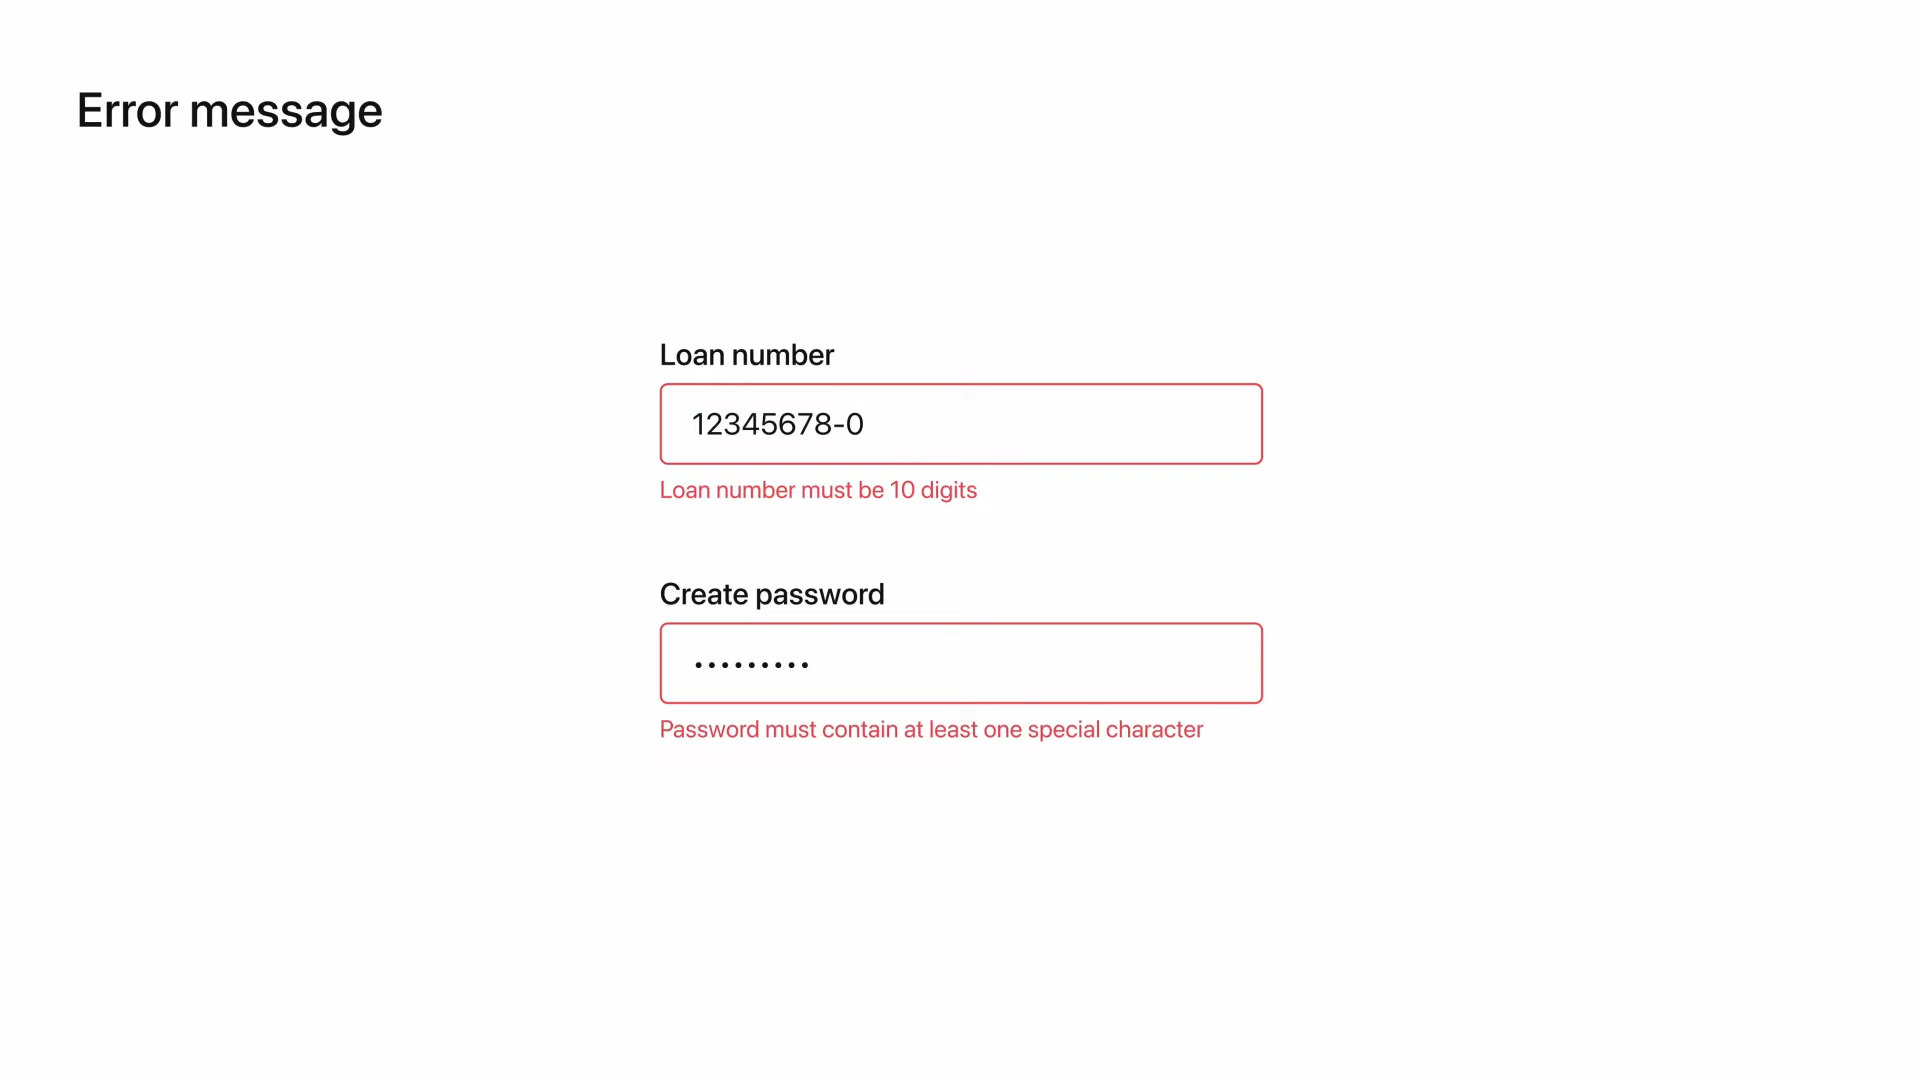 Error message
Loan number
12345678-0
Loan number must be 10 digits
Create password
•••••••••
Password must contain at least one special character